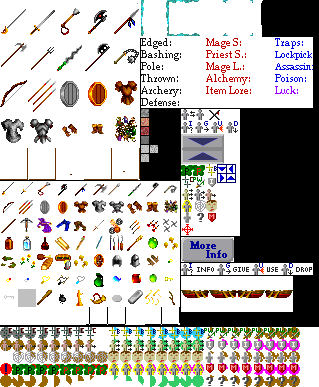 Edged: Mage S: Traps:
Bashing: Priest S.: Lockpick
Pole: Mage L.: Assassin:
Thrown: Alchemy: Poison:
Archery: Item Lore: Luck:
Defense:
I G U D
More
Info
I G U D
INFO GIVE USE DROP